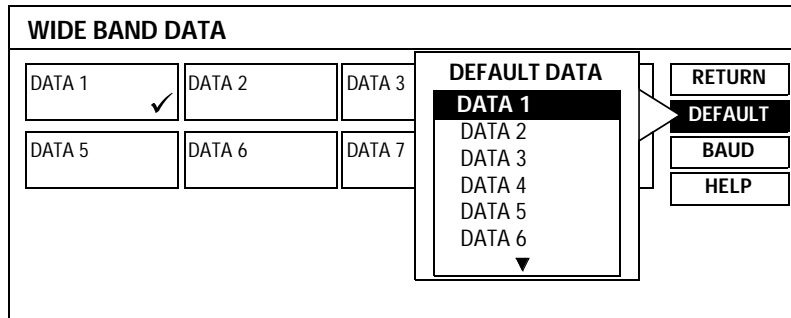 WIDE BAND DATA
DATA 1
DATA 2
DATA 3
DATA 5
DATA 6
DATA 7
DEFAULT DATA
DATA 1
DATA 2
DATA 3
DATA 4
DATA 5
DATA 6
RETURN
DEFAULT
BAUD
HELP